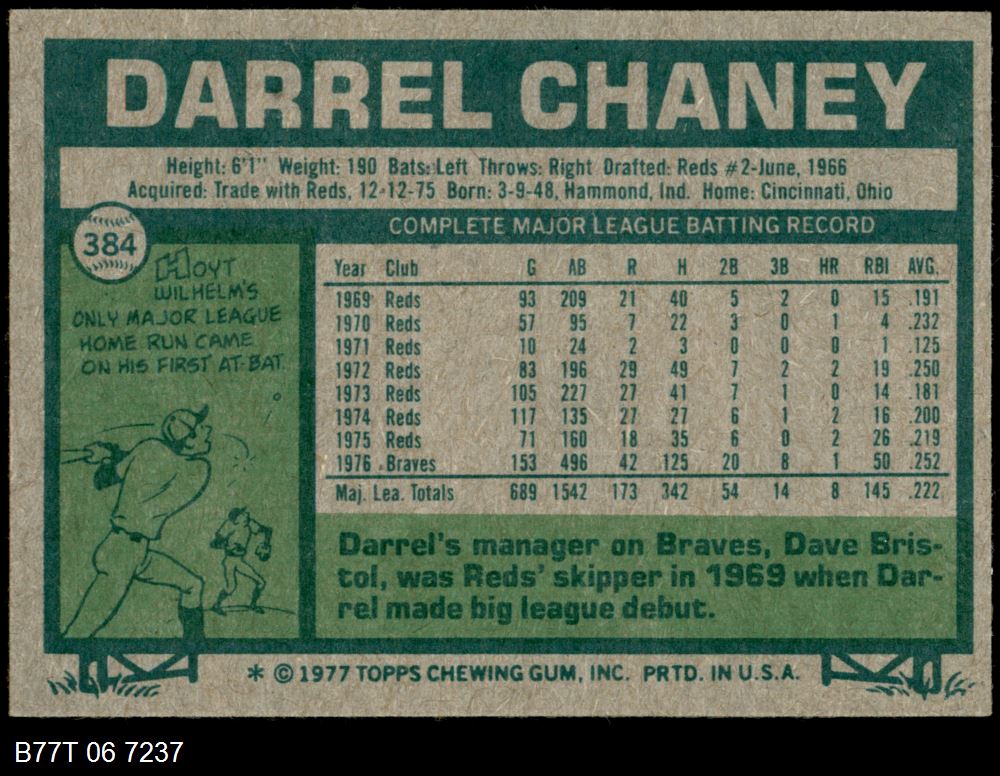 DARREL CHANEY
Height: 6'1" Weight: 190 Bats: Left Throws: Right Drafted: Reds #2-June, 1966
Acquired: Trade with Reds, 12-12-75 Born: 3-9-48, Hammond, Ind. Home: Cincinnati, Ohio
384
HOYT
WILHELM'S
ONLY MAJOR LEAGUE
HOME RUN CAME
ON HIS FIRST AT-BAT
COMPLETE MAJOR LEAGUE BATTING RECORD
Year Club G AB R H 2B 3B HR RBI AVG.
1969 Reds 93 209 21 40 5 2 0 15 .191
1970 Reds 57 95 7 22 3 0 1 4 .232
1971 Reds 10 24 2 3 0 0 0 1 .125
1972 Reds 83 196 29 49 7 2 2 19 .250
1973 Reds 105 227 27 41 7 1 0 14 .181
1974 Reds 117 135 27 27 6 1 2 16 .200
1975 Reds 71 160 18 35 6 0 2 26 .219
1976 Braves 153 496 42 125 20 8 1 50 .252
Maj. Lea. Totals 689 1542 173 342 54 14 8 145 .222
Darrel's manager on Braves, Dave Bris-
tol, was Reds' skipper in 1969 when Dar-
rel made big league debut.
* © 1977 TOPPS CHEWING GUM, INC. PRTD. IN U.S.A.
B77T 06 7237